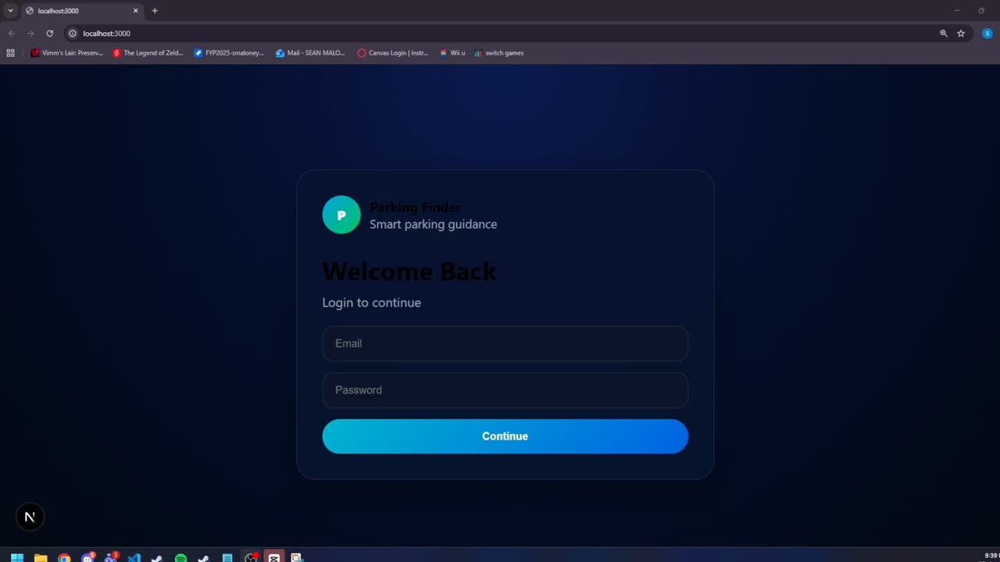 localhost:3000
localhost:3000
S
Vimm's Lair: Preserv...
The Legend of Zeld...
FYP2025-smaloney...
Mail - SEAN MALO...
Canvas Login | Instr...
Wii u
switch games
P
Parking Finder
Smart parking guidance
Welcome Back
Login to continue
Email
Password
Continue
N
9:39